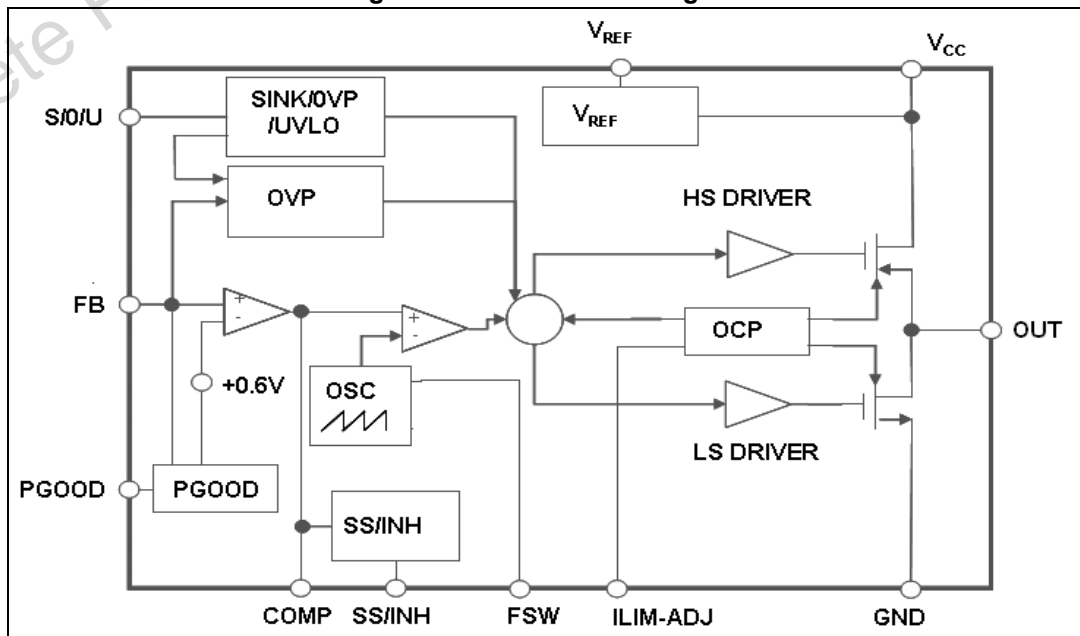 VREF
VCC
S/0/U
SINK/0VP
/UVLO
VREF
OVP
HS DRIVER
FB
+
-
+
-
OCP
OUT
+0.6V
OSC
LS DRIVER
PGOOD
PGOOD
SS/INH
COMP
SS/INH
FSW
ILIM-ADJ
GND